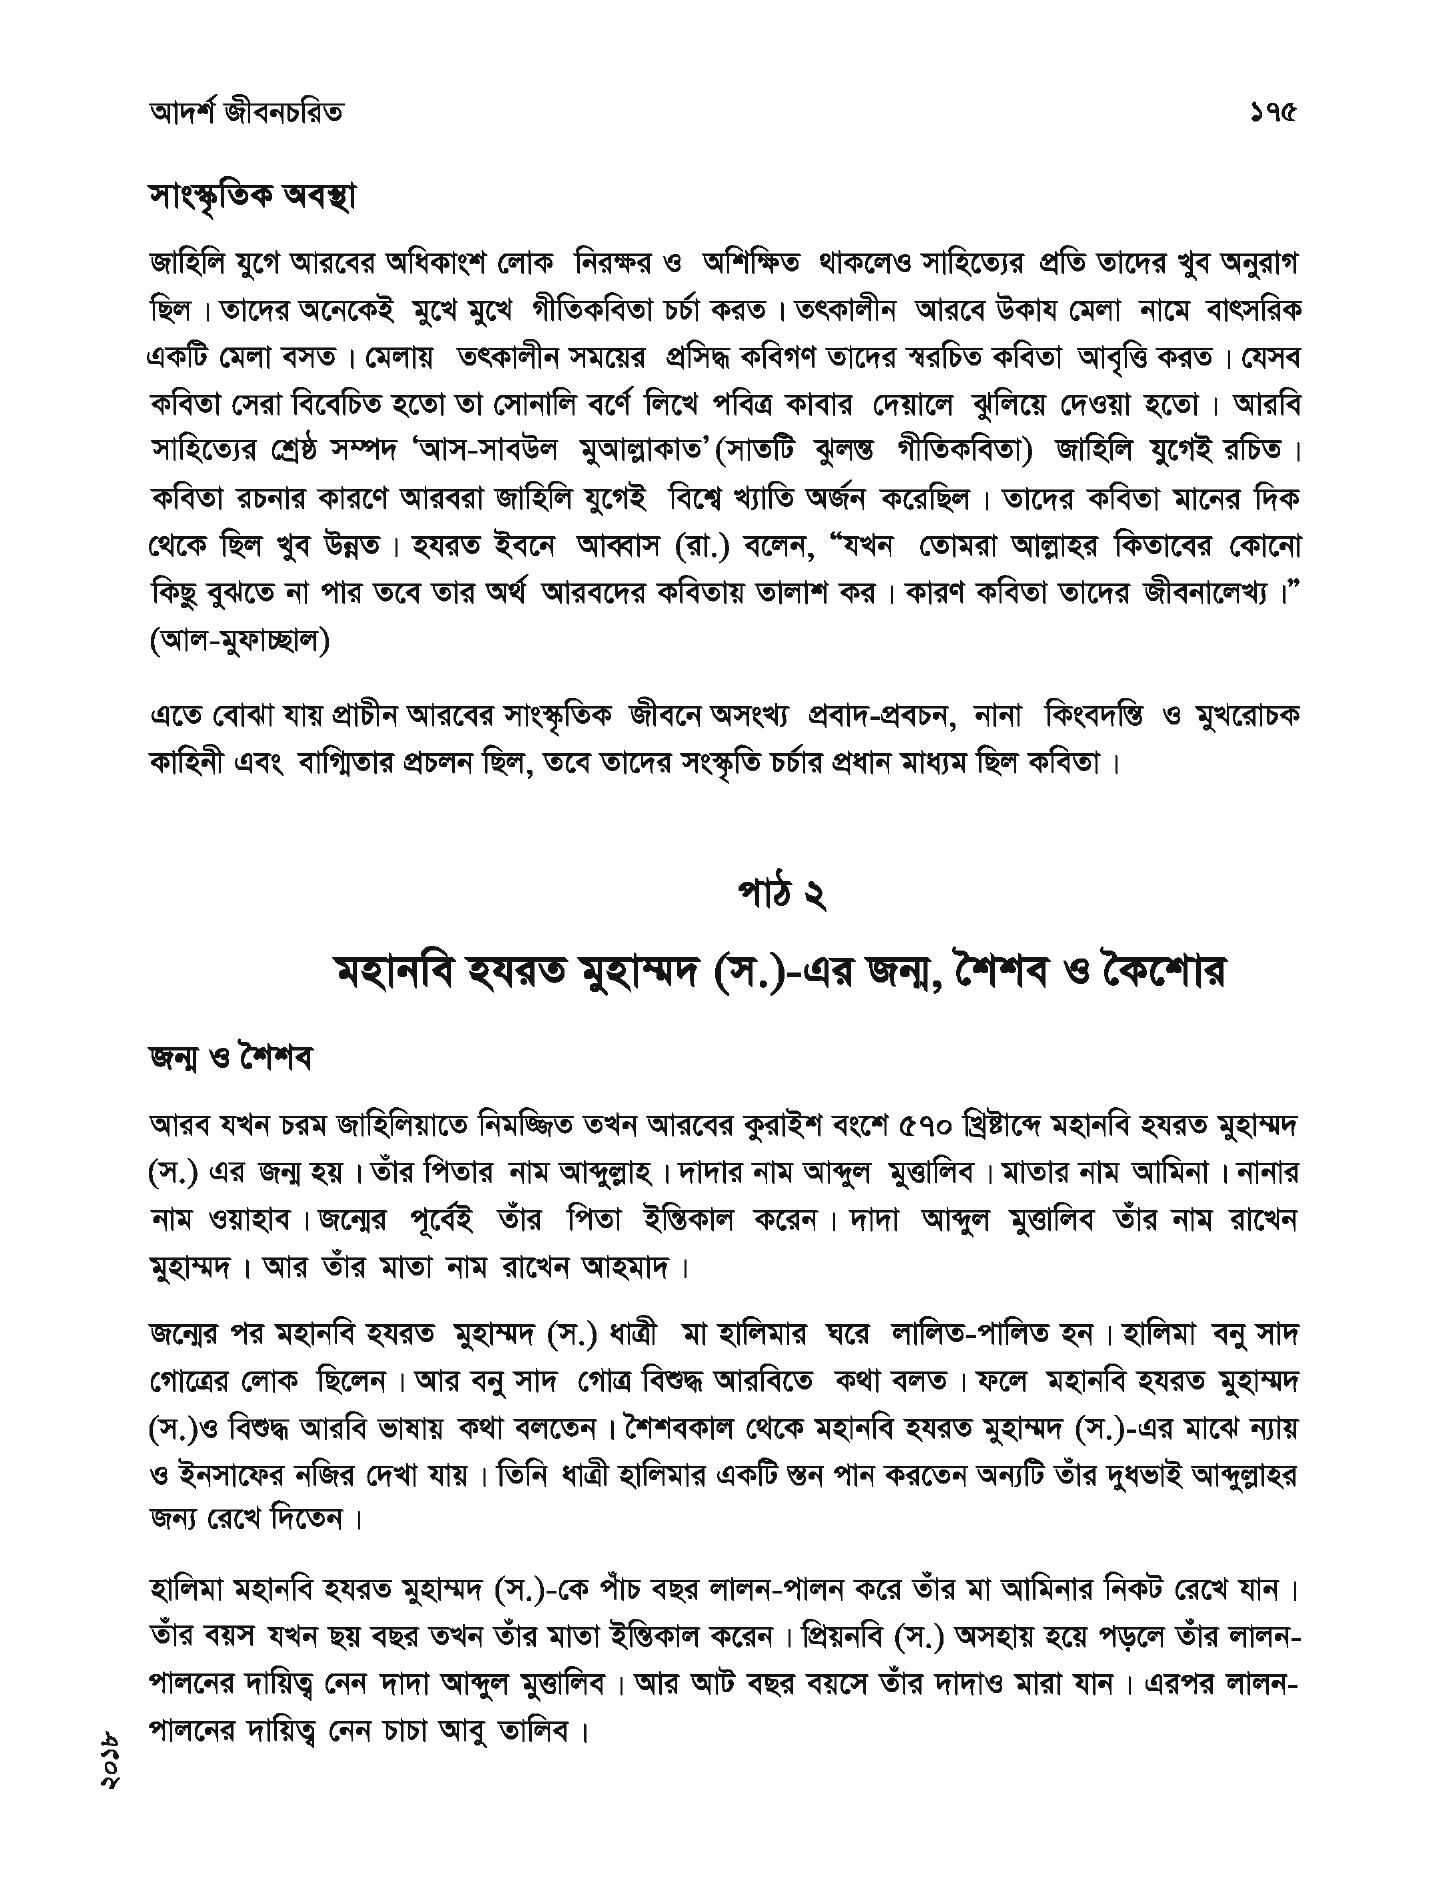 আদর্শ জীবনচরিত ১৭৫
সাংস্কৃতিক অবস্থা
জাহিলি যুগে আরবের অধিকাংশ লোক নিরক্ষর ও অশিক্ষিত থাকলেও সাহিত্যের প্রতি তাদের খুব অনুরাগ
ছিল। তাদের অনেকেই মুখে মুখে গীতিকবিতা চর্চা করত। তৎকালীন আরবে উকায মেলা নামে বাৎসরিক
একটি মেলা বসত। মেলায় তৎকালীন সময়ের প্রসিদ্ধ কবিগণ তাদের স্বরচিত কবিতা আবৃত্তি করত। যেসব
কবিতা সেরা বিবেচিত হতো তা সোনালি বর্ণে লিখে পবিত্র কাবার দেয়ালে ঝুলিয়ে দেওয়া হতো। আরবি
সাহিত্যের শ্রেষ্ঠ সম্পদ ‘আস-সাবউল মুআল্লাকাত’ (সাতটি ঝুলন্ত গীতিকবিতা) জাহিলি যুগেই রচিত।
কবিতা রচনার কারণে আরবরা জাহিলি যুগেই বিশ্বে খ্যাতি অর্জন করেছিল। তাদের কবিতা মানের দিক
থেকে ছিল খুব উন্নত। হযরত ইবনে আব্বাস (রা.) বলেন, “যখন তোমরা আল্লাহর কিতাবের কোনো
কিছু বুঝতে না পার তবে তার অর্থ আরবদের কবিতায় তালাশ কর। কারণ কবিতা তাদের জীবনালেখ্য।”
(আল-মুফাচ্ছাল)
এতে বোঝা যায় প্রাচীন আরবের সাংস্কৃতিক জীবনে অসংখ্য প্রবাদ-প্রবচন, নানা কিংবদন্তি ও মুখরোচক
কাহিনী এবং বাগ্মিতার প্রচলন ছিল, তবে তাদের সংস্কৃতি চর্চার প্রধান মাধ্যম ছিল কবিতা।
পাঠ ২
মহানবি হযরত মুহাম্মদ (স.)-এর জন্ম, শৈশব ও কৈশোর
জন্ম ও শৈশব
আরব যখন চরম জাহিলিয়াতে নিমজ্জিত তখন আরবের কুরাইশ বংশে ৫৭০ খ্রিষ্টাব্দে মহানবি হযরত মুহাম্মদ
(স.) এর জন্ম হয়। তাঁর পিতার নাম আব্দুল্লাহ। দাদার নাম আব্দুল মুত্তালিব। মাতার নাম আমিনা। নানার
নাম ওয়াহাব। জন্মের পূর্বেই তাঁর পিতা ইন্তিকাল করেন। দাদা আব্দুল মুত্তালিব তাঁর নাম রাখেন
মুহাম্মদ। আর তাঁর মাতা নাম রাখেন আহমাদ।
জন্মের পর মহানবি হযরত মুহাম্মদ (স.) ধাত্রী মা হালিমার ঘরে লালিত-পালিত হন। হালিমা বনু সাদ
গোত্রের লোক ছিলেন। আর বনু সাদ গোত্র বিশুদ্ধ আরবিতে কথা বলত। ফলে মহানবি হযরত মুহাম্মদ
(স.)ও বিশুদ্ধ আরবি ভাষায় কথা বলতেন। শৈশবকাল থেকে মহানবি হযরত মুহাম্মদ (স.)-এর মাঝে ন্যায়
ও ইনসাফের নজির দেখা যায়। তিনি ধাত্রী হালিমার একটি স্তন পান করতেন অন্যটি তাঁর দুধভাই আব্দুল্লাহর
জন্য রেখে দিতেন।
হালিমা মহানবি হযরত মুহাম্মদ (স.)-কে পাঁচ বছর লালন-পালন করে তাঁর মা আমিনার নিকট রেখে যান।
তাঁর বয়স যখন ছয় বছর তখন তাঁর মাতা ইন্তিকাল করেন। প্রিয়নবি (স.) অসহায় হয়ে পড়লে তাঁর লালন-
পালনের দায়িত্ব নেন দাদা আব্দুল মুত্তালিব। আর আট বছর বয়সে তাঁর দাদাও মারা যান। এরপর লালন-
পালনের দায়িত্ব নেন চাচা আবু তালিব।
২০১৮